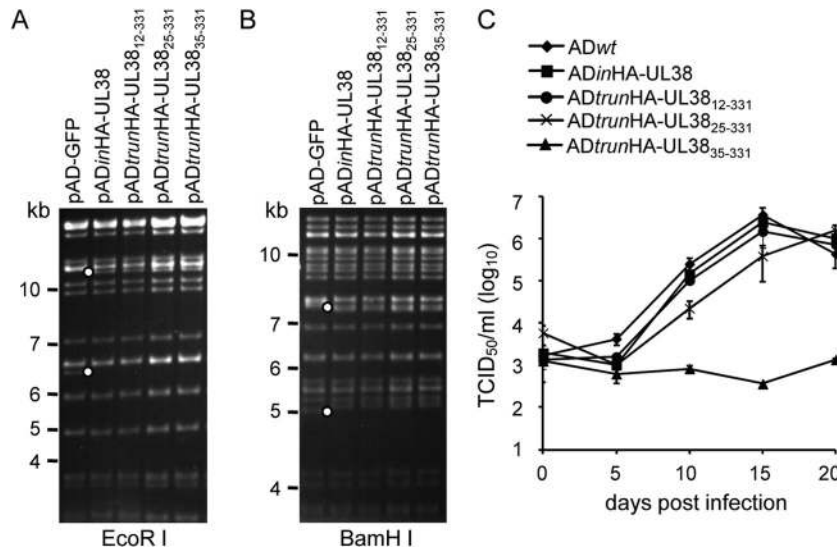 A
pAD-GFP
pADinHA-UL38
pADtrunHA-UL38₁₂₋₃₃₁
pADtrunHA-UL38₂₅₋₃₃₁
pADtrunHA-UL38₃₅₋₃₃₁
kb
10
7
6
5
4
EcoR I
B
pAD-GFP
pADinHA-UL38
pADtrunHA-UL38₁₂₋₃₃₁
pADtrunHA-UL38₂₅₋₃₃₁
pADtrunHA-UL38₃₅₋₃₃₁
kb
10
7
6
5
4
BamH I
C
ADwt
ADinHA-UL38
ADtrunHA-UL38₁₂₋₃₃₁
ADtrunHA-UL38₂₅₋₃₃₁
ADtrunHA-UL38₃₅₋₃₃₁
TCID₅₀/ml (log₁₀)
7
6
5
4
3
2
1
0 5 10 15 20
days post infection